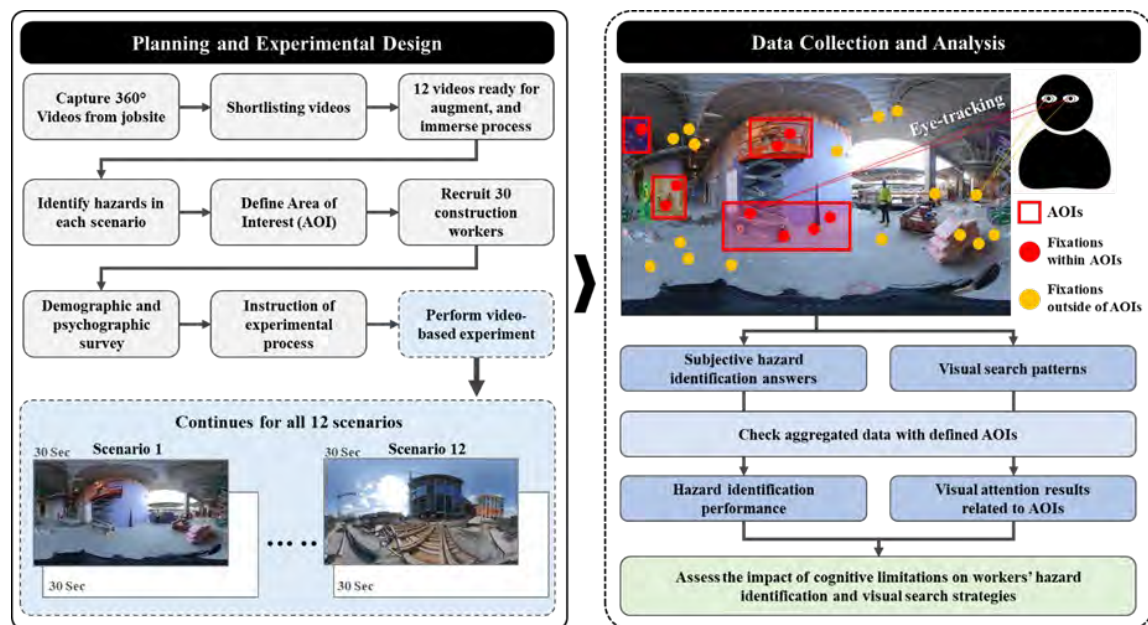 Planning and Experimental Design
Capture 360°
Videos from jobsite
Shortlisting videos
12 videos ready for
augment, and
immerse process
Identify hazards in
each scenario
Define Area of
Interest (AOI)
Recruit 30
construction
workers
Demographic and
psychographic
survey
Instruction of
experimental
process
Perform video-
based experiment
Continues for all 12 scenarios
30 Sec
Scenario 1
30 Sec
Scenario 12
30 Sec
30 Sec
Data Collection and Analysis
Eye-tracking
AOIs
Fixations
within AOIs
Fixations
outside of AOIs
Subjective hazard
identification answers
Visual search patterns
Check aggregated data with defined AOIs
Hazard identification
performance
Visual attention results
related to AOIs
Assess the impact of cognitive limitations on workers' hazard
identification and visual search strategies